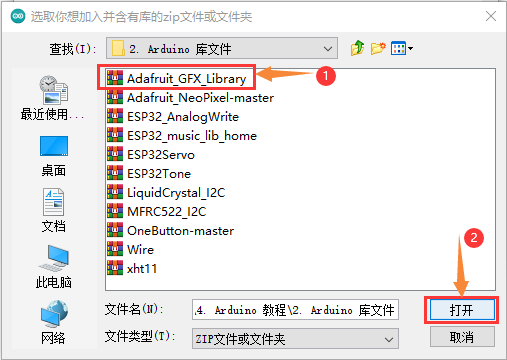 选取你想加入并含有库的zip文件或文件夹
查找(I):
2. Arduino 库文件
最近使用...
桌面
文档
此电脑
网络
Adafruit_GFX_Library
1
Adafruit_NeoPixel-master
ESP32_AnalogWrite
ESP32_music_lib_home
ESP32Servo
ESP32Tone
LiquidCrystal_I2C
MFRC522_I2C
OneButton-master
Wire
xht11
2
文件名(N):
.4. Arduino 教程\2. Arduino 库文件
打开
文件类型(T):
ZIP文件或文件夹
取消